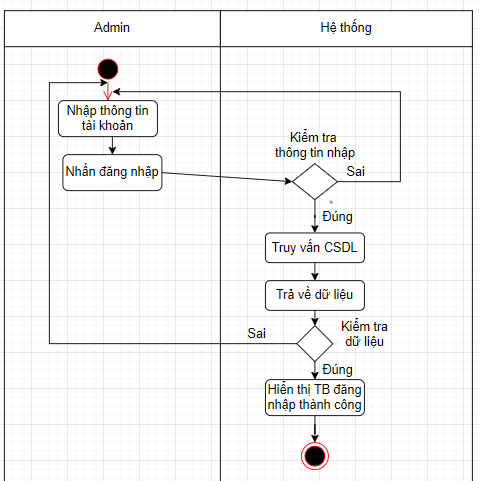 Admin
Hệ thống
Nhập thông tin
tài khoản
Nhấn đăng nhập
Kiểm tra
thông tin nhập
Sai
Đúng
Truy vấn CSDL
Trả về dữ liệu
Kiểm tra
dữ liệu
Sai
Đúng
Hiển thị TB đăng
nhập thành công